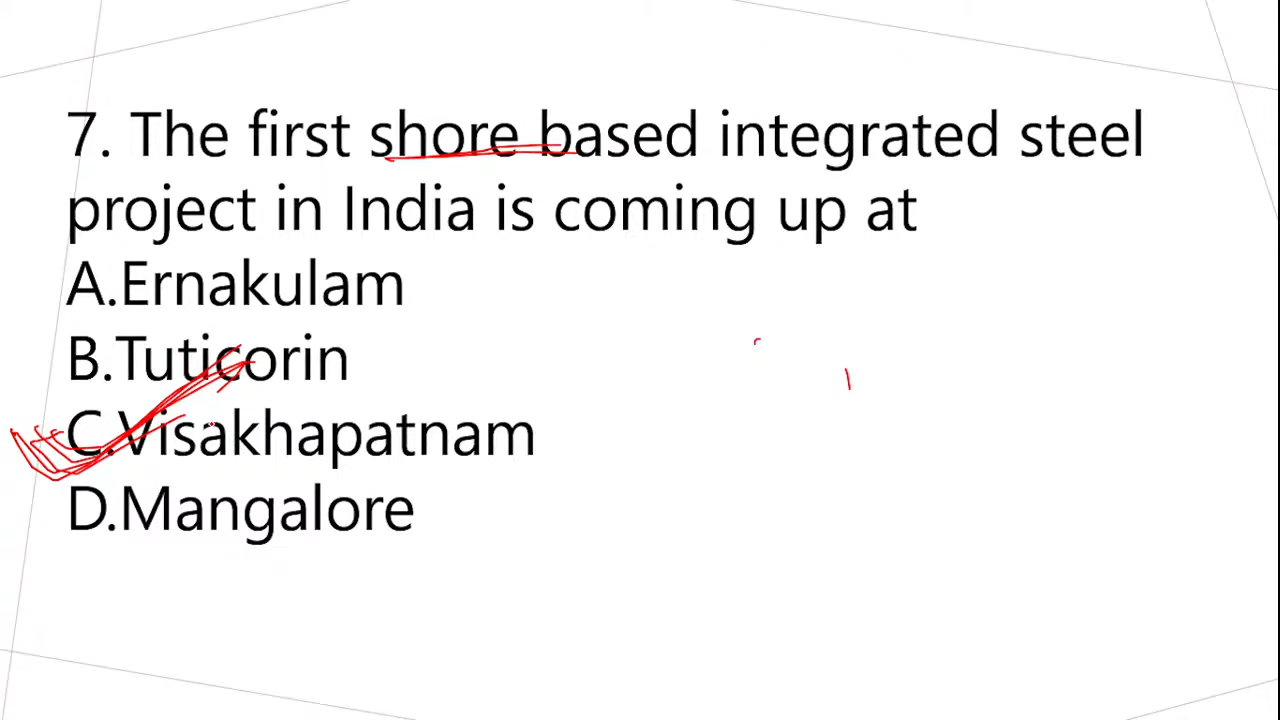 7. The first shore based integrated steel
project in India is coming up at
A.Ernakulam
B.Tuticorin
C.Visakhapatnam
D.Mangalore